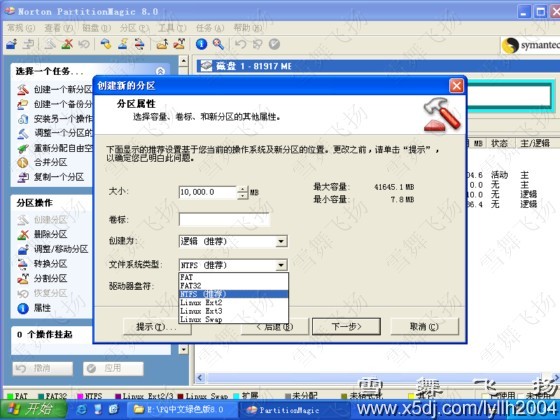 Norton PartitionMagic 8.0
常规(G) 查看(V) 磁盘(D) 分区(P) 工具(T) 任务(A) 帮助(H)
symantec
选择一个任务...
磁盘 1 - 81917 MB
创建一个新分区
创建一个备份分
安装另一个操作
调整一个分区的
重新分配自由空
合并分区
复制一个分区
分区操作
创建分区
删除分区
调整/移动分区
转换分区
分割分区
恢复分区
属性
0 个操作挂起
撤消
应用
MB 状态 主/逻辑
04.6 活动 主
0.0 无 主
0.0 无 逻辑
6.4 无 逻辑
创建新的分区
分区属性
选择容量、卷标、和新分区的其他属性。
下面显示的推荐设置基于您当前的操作系统及新分区的位置。更改之前,请单击“提示”,
以确定您已明白此问题。
大小: 10,000.0 MB
最大容量: 41645.1 MB
最小容量: 7.8 MB
卷标:
创建为: 逻辑 (推荐)
文件系统类型: NTFS (推荐)
FAT
FAT32
NTFS (推荐)
Linux Ext2
Linux Ext3
Linux Swap
驱动器盘符:
提示(T)... <后退(B) 下一步> 取消(C)
FAT FAT32 NTFS Linux Ext2/3 Linux Swap 扩展 未分配 未格式化 其它 已使用 未使用
开始 H:\PQ中文绿色版8.0 PartitionMagic
雪舞飞扬
www.x5dj.com/lyllh2004